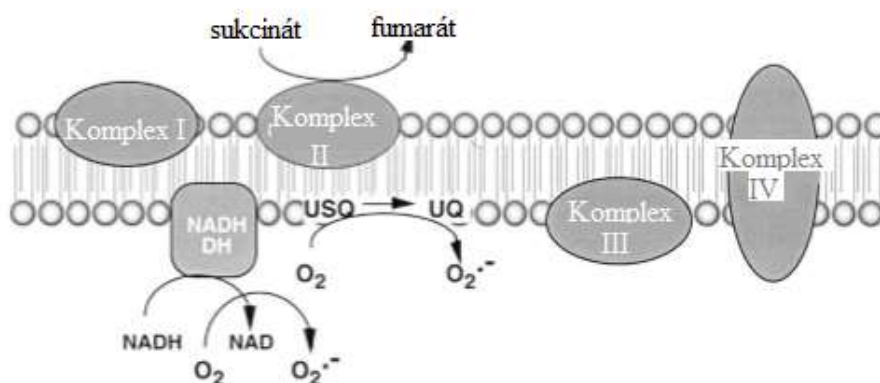 sukcinát fumarát
Komplex I
Komplex
II
Komplex
IV
Komplex
III
NADH
DH
USQ UQ
O₂ O₂·-
NADH NAD
O₂ O₂·-